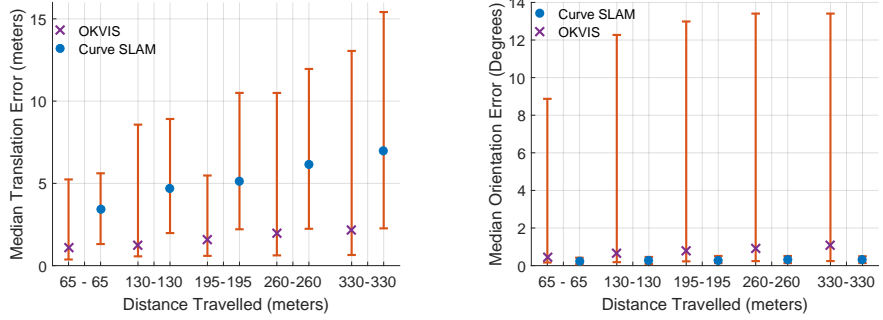 15
10
5
0
Median Translation Error (meters)
OKVIS
Curve SLAM
65 - 65 130-130 195-195 260-260 330-330
Distance Travelled (meters)
14
12
10
8
6
4
2
0
Median Orientation Error (Degrees)
Curve SLAM
OKVIS
65 - 65 130-130 195-195 260-260 330-330
Distance Travelled (meters)